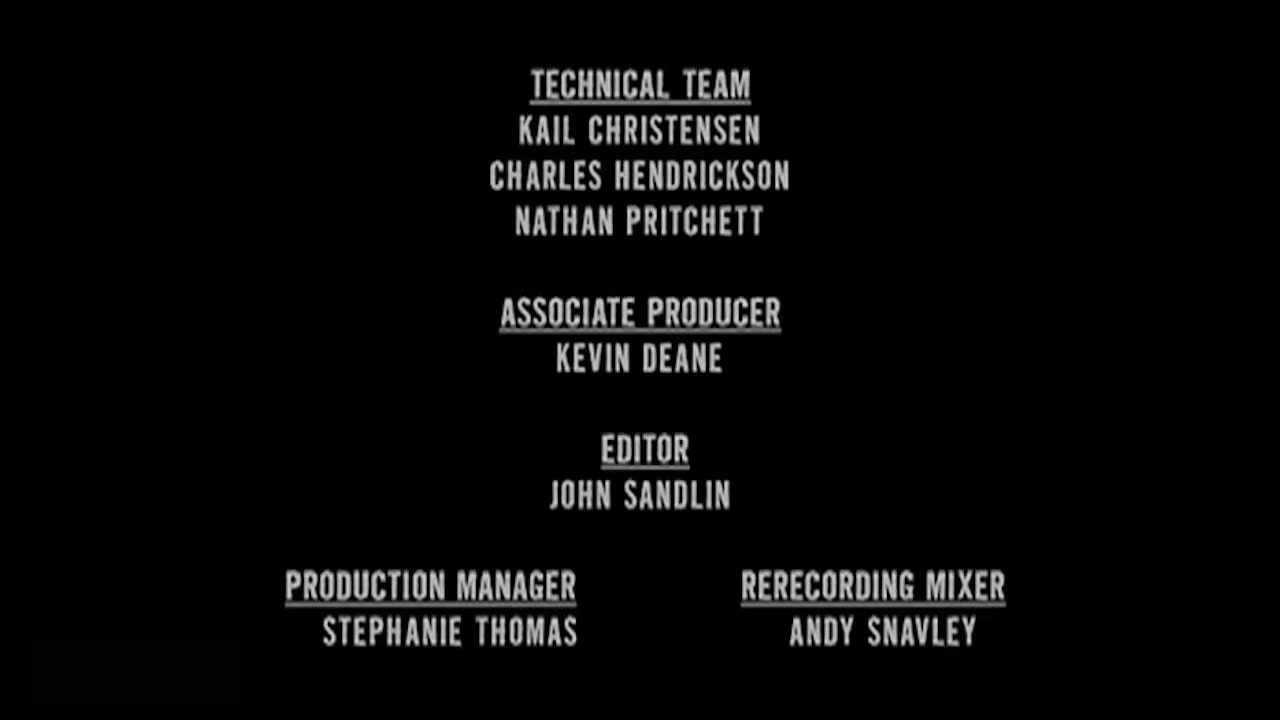 TECHNICAL TEAM
KAIL CHRISTENSEN
CHARLES HENDRICKSON
NATHAN PRITCHETT
ASSOCIATE PRODUCER
KEVIN DEANE
EDITOR
JOHN SANDLIN
PRODUCTION MANAGER
STEPHANIE THOMAS
RERECORDING MIXER
ANDY SNAVLEY